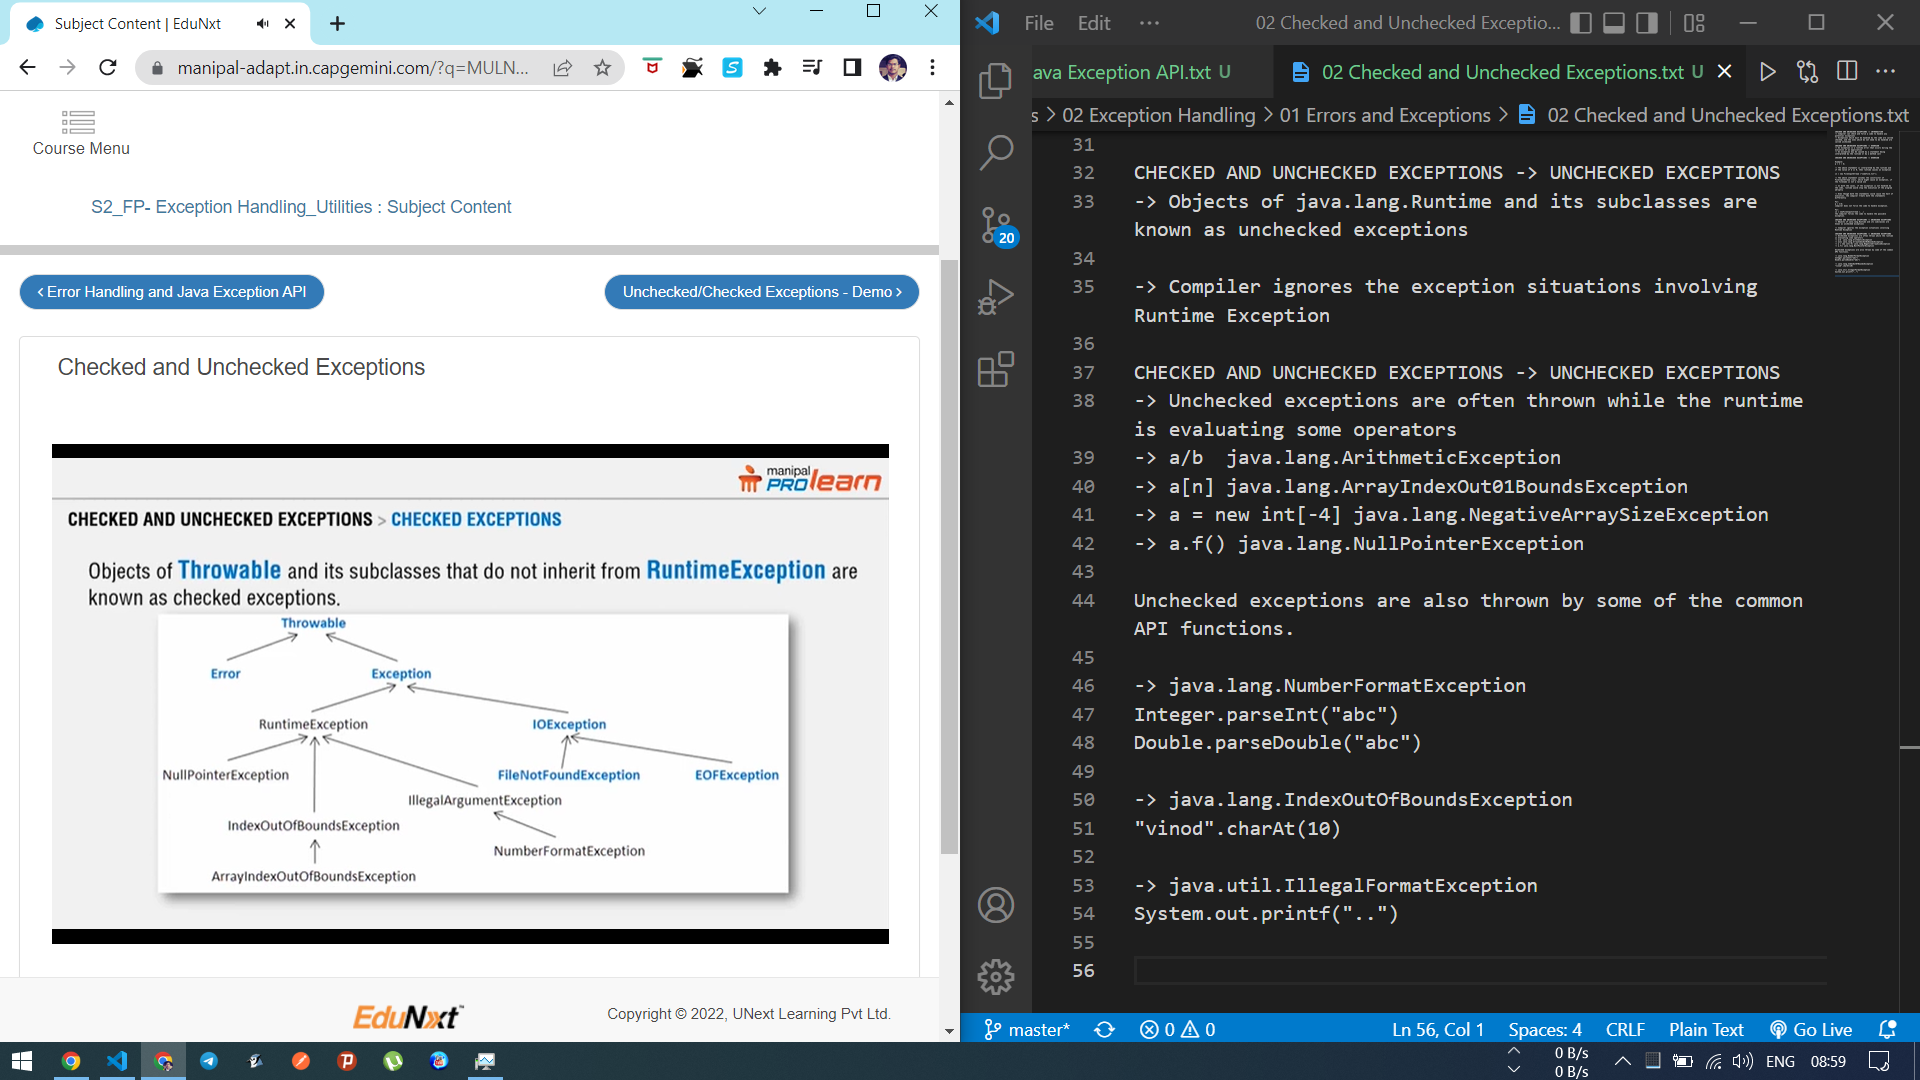 Subject Content | EduNxt
manipal-adapt.in.capgemini.com/?q=MULN...
Course Menu
S2_FP- Exception Handling_Utilities : Subject Content
< Error Handling and Java Exception API
Unchecked/Checked Exceptions - Demo >
Checked and Unchecked Exceptions
manipal
PROlearn
CHECKED AND UNCHECKED EXCEPTIONS > CHECKED EXCEPTIONS
Objects of Throwable and its subclasses that do not inherit from RuntimeException are
known as checked exceptions.
Throwable
Error
Exception
RuntimeException
IOException
NullPointerException
FileNotFoundException
EOFException
IllegalArgumentException
IndexOutOfBoundsException
NumberFormatException
ArrayIndexOutOfBoundsException
EduNxt™
Copyright © 2022, UNext Learning Pvt Ltd.
File Edit ···
02 Checked and Unchecked Exceptio...
ava Exception API.txt U
02 Checked and Unchecked Exceptions.txt U
s > 02 Exception Handling > 01 Errors and Exceptions > 02 Checked and Unchecked Exceptions.txt
20
31
32 CHECKED AND UNCHECKED EXCEPTIONS -> UNCHECKED EXCEPTIONS
33 -> Objects of java.lang.Runtime and its subclasses are
known as unchecked exceptions
34
35 -> Compiler ignores the exception situations involving
Runtime Exception
36
37 CHECKED AND UNCHECKED EXCEPTIONS -> UNCHECKED EXCEPTIONS
38 -> Unchecked exceptions are often thrown while the runtime
is evaluating some operators
39 -> a/b  java.lang.ArithmeticException
40 -> a[n] java.lang.ArrayIndexOut01BoundsException
41 -> a = new int[-4] java.lang.NegativeArraySizeException
42 -> a.f() java.lang.NullPointerException
43
44 Unchecked exceptions are also thrown by some of the common
API functions.
45
46 -> java.lang.NumberFormatException
47 Integer.parseInt("abc")
48 Double.parseDouble("abc")
49
50 -> java.lang.IndexOutOfBoundsException
51 "vinod".charAt(10)
52
53 -> java.util.IllegalFormatException
54 System.out.printf("..")
55
56
master* 0 0 Ln 56, Col 1 Spaces: 4 CRLF Plain Text Go Live
0 B/s
0 B/s
ENG 08:59